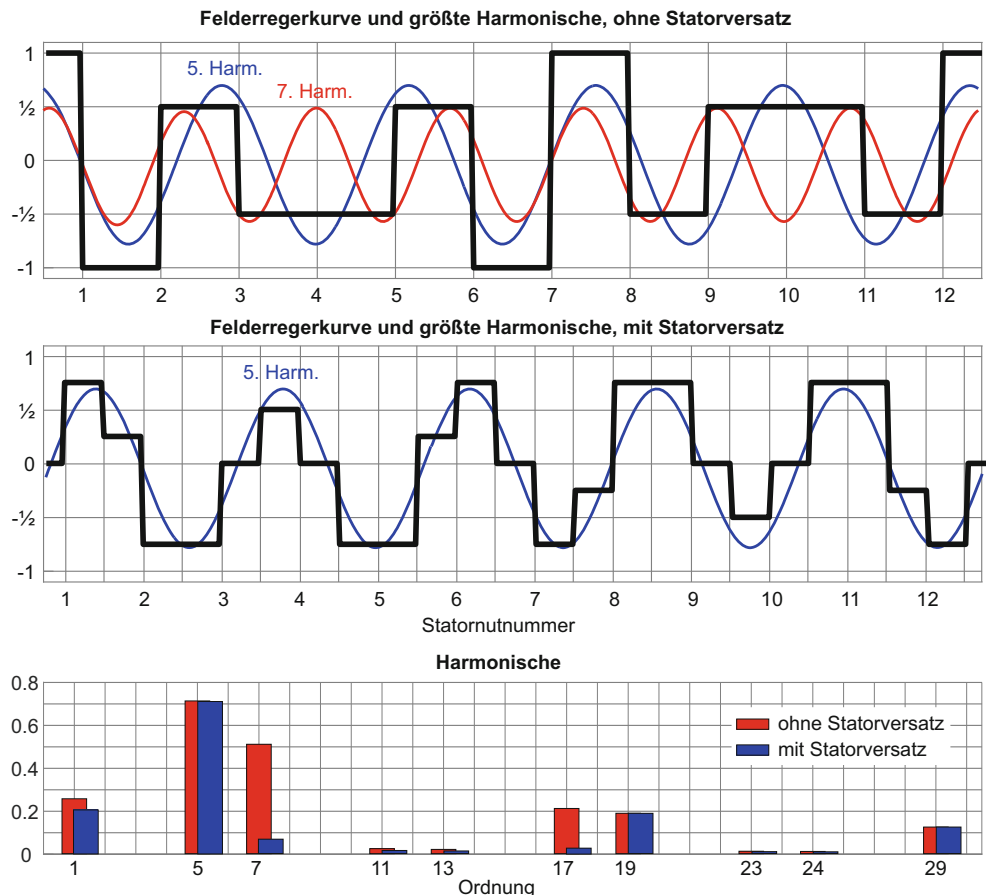 Felderregerkurve und größte Harmonische, ohne Statorversatz
5. Harm.
7. Harm.
1
½
0
-½
-1
1 2 3 4 5 6 7 8 9 10 11 12
Felderregerkurve und größte Harmonische, mit Statorversatz
5. Harm.
1
½
0
-½
-1
1 2 3 4 5 6 7 8 9 10 11 12
Statornutnummer
Harmonische
0.8
0.6
0.4
0.2
0
ohne Statorversatz
mit Statorversatz
1 5 7 11 13 17 19 23 24 29
Ordnung